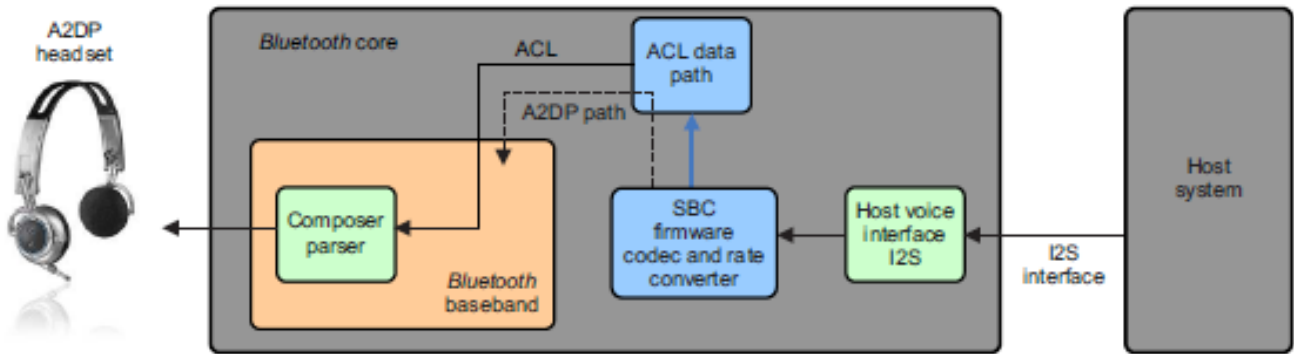 A2DP
headset
Bluetooth core
ACL
ACL data
path
A2DP path
Composer
parser
Bluetooth
baseband
SBC
firmware
codec and rate
converter
Host voice
interface
I2S
I2S
interface
Host
system